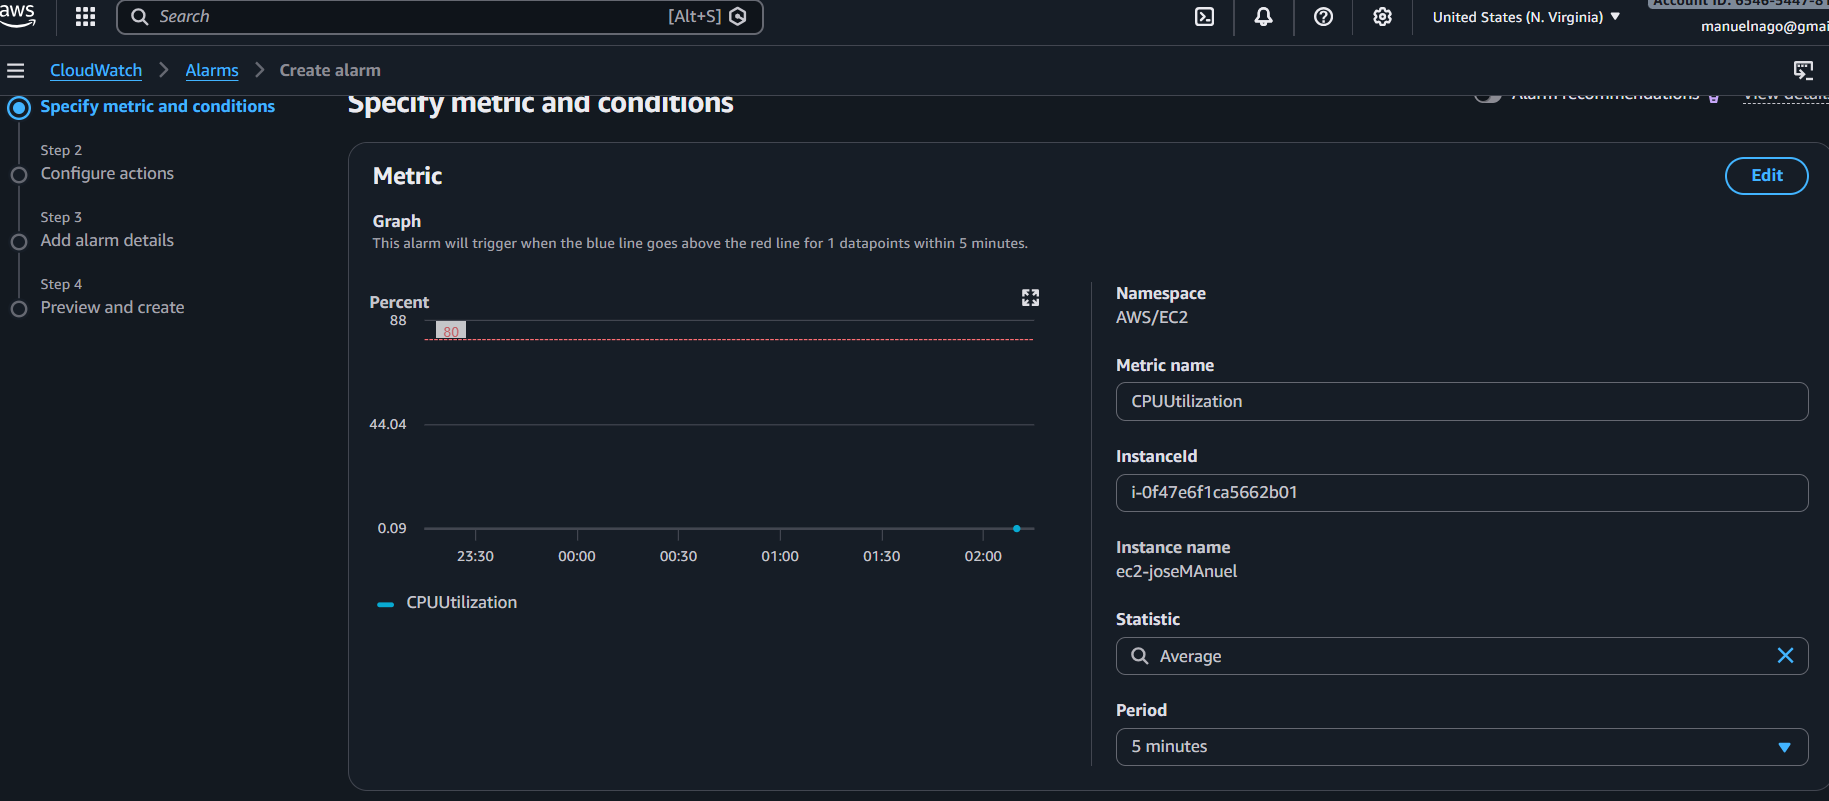 aws
Search
[Alt+S]
United States (N. Virginia)
manuelnago@gmai
CloudWatch
Alarms
Create alarm
Specify metric and conditions
Step 2
Configure actions
Step 3
Add alarm details
Step 4
Preview and create
Specify metric and conditions
Alarm recommendations
View details
Metric
Edit
Graph
This alarm will trigger when the blue line goes above the red line for 1 datapoints within 5 minutes.
Percent
88
80
44.04
0.09
23:30
00:00
00:30
01:00
01:30
02:00
CPUUtilization
Namespace
AWS/EC2
Metric name
CPUUtilization
InstanceId
i-0f47e6f1ca5662b01
Instance name
ec2-joseMAnuel
Statistic
Average
Period
5 minutes